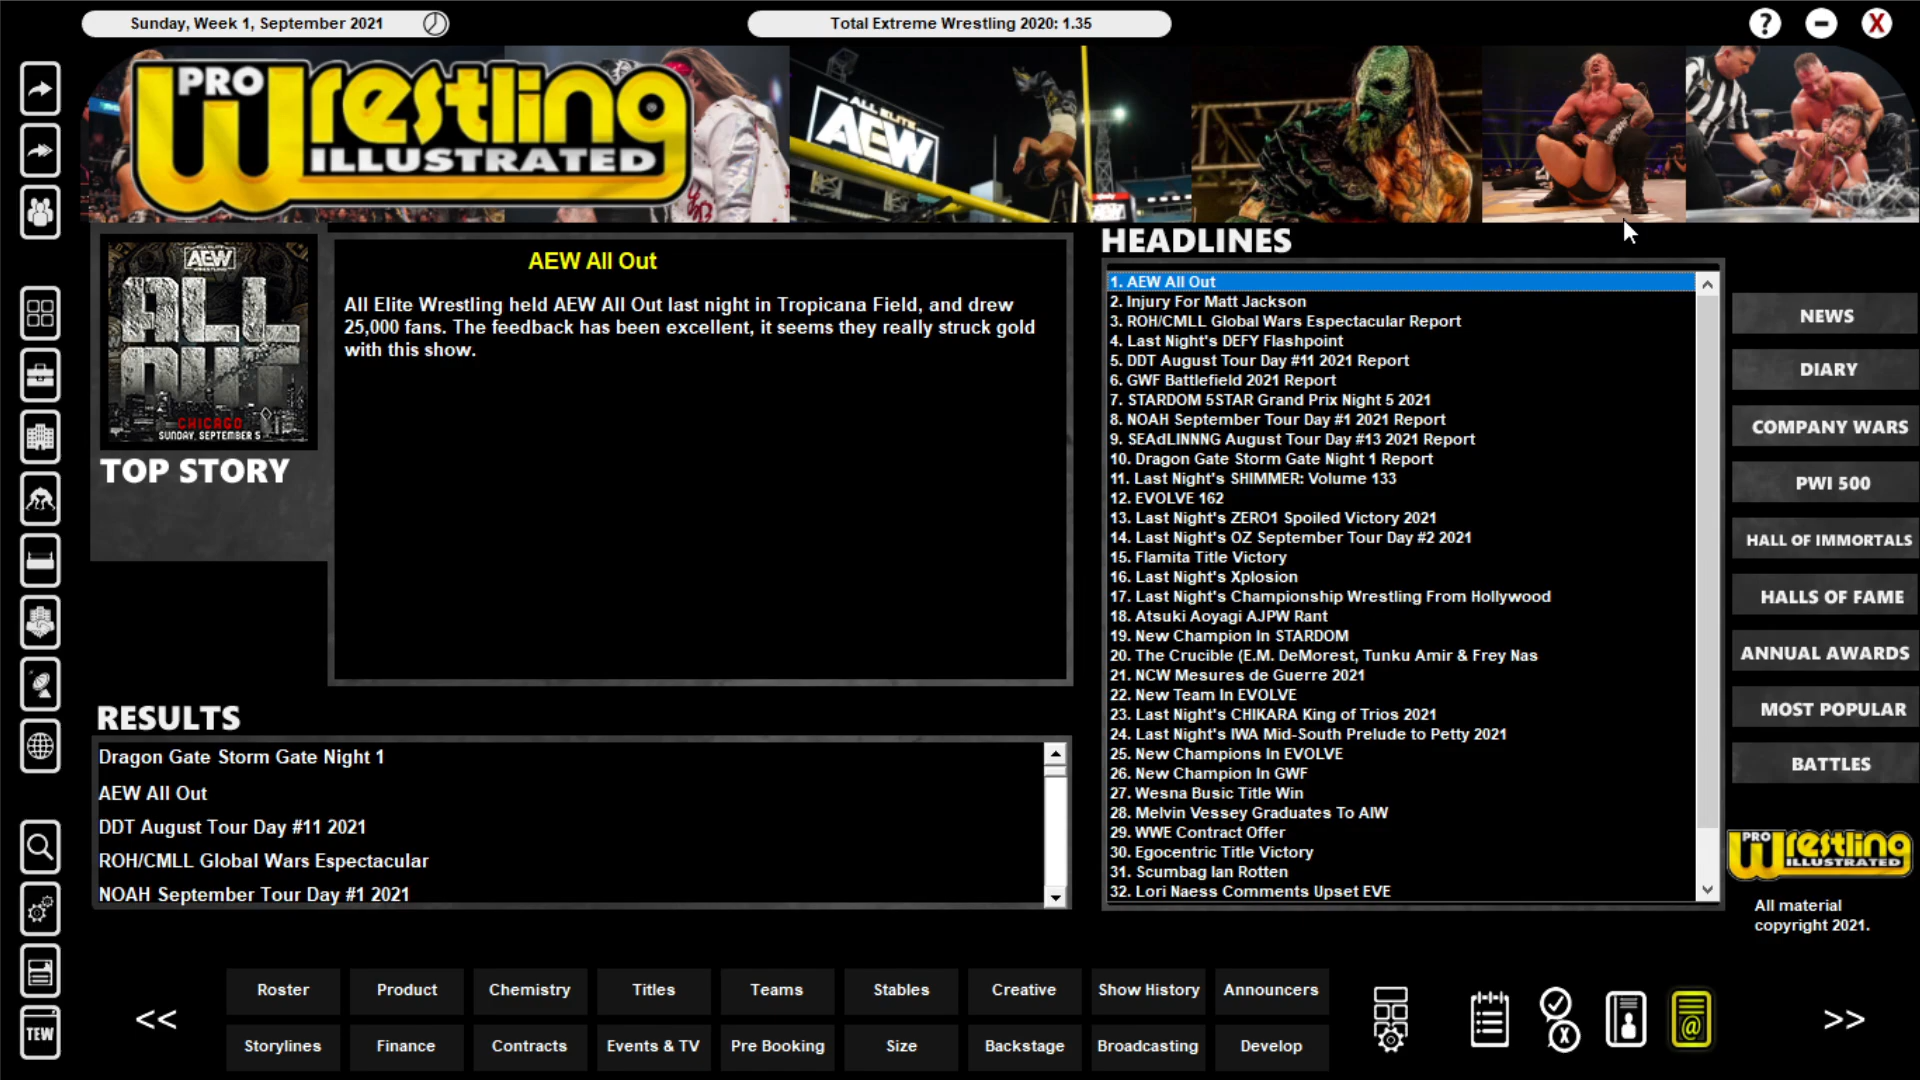 Sunday, Week 1, September 2021
Total Extreme Wrestling 2020: 1.35
?
X
PRO
Wrestling
ILLUSTRATED
ALL ELITE
AEW
AEW
ALL
OUT
CHICAGO
SUNDAY, SEPTEMBER 5
TOP STORY
AEW All Out
All Elite Wrestling held AEW All Out last night in Tropicana Field, and drew
25,000 fans. The feedback has been excellent, it seems they really struck gold
with this show.
HEADLINES
1. AEW All Out
2. Injury For Matt Jackson
3. ROH/CMLL Global Wars Espectacular Report
4. Last Night's DEFY Flashpoint
5. DDT August Tour Day #11 2021 Report
6. GWF Battlefield 2021 Report
7. STARDOM 5STAR Grand Prix Night 5 2021
8. NOAH September Tour Day #1 2021 Report
9. SEAdLINNNG August Tour Day #13 2021 Report
10. Dragon Gate Storm Gate Night 1 Report
11. Last Night's SHIMMER: Volume 133
12. EVOLVE 162
13. Last Night's ZERO1 Spoiled Victory 2021
14. Last Night's OZ September Tour Day #2 2021
15. Flamita Title Victory
16. Last Night's Xplosion
17. Last Night's Championship Wrestling From Hollywood
18. Atsuki Aoyagi AJPW Rant
19. New Champion In STARDOM
20. The Crucible (E.M. DeMorest, Tunku Amir & Frey Nas
21. NCW Mesures de Guerre 2021
22. New Team In EVOLVE
23. Last Night's CHIKARA King of Trios 2021
24. Last Night's IWA Mid-South Prelude to Petty 2021
25. New Champions In EVOLVE
26. New Champion In GWF
27. Wesna Busic Title Win
28. Melvin Vessey Graduates To AIW
29. WWE Contract Offer
30. Egocentric Title Victory
31. Scumbag Ian Rotten
32. Lori Naess Comments Upset EVE
NEWS
DIARY
COMPANY WARS
PWI 500
HALL OF IMMORTALS
HALLS OF FAME
ANNUAL AWARDS
MOST POPULAR
BATTLES
PRO
Wrestling
ILLUSTRATED
All material
copyright 2021.
RESULTS
Dragon Gate Storm Gate Night 1
AEW All Out
DDT August Tour Day #11 2021
ROH/CMLL Global Wars Espectacular
NOAH September Tour Day #1 2021
TEW
<<
Roster
Product
Chemistry
Titles
Teams
Stables
Creative
Show History
Announcers
Storylines
Finance
Contracts
Events & TV
Pre Booking
Size
Backstage
Broadcasting
Develop
>>